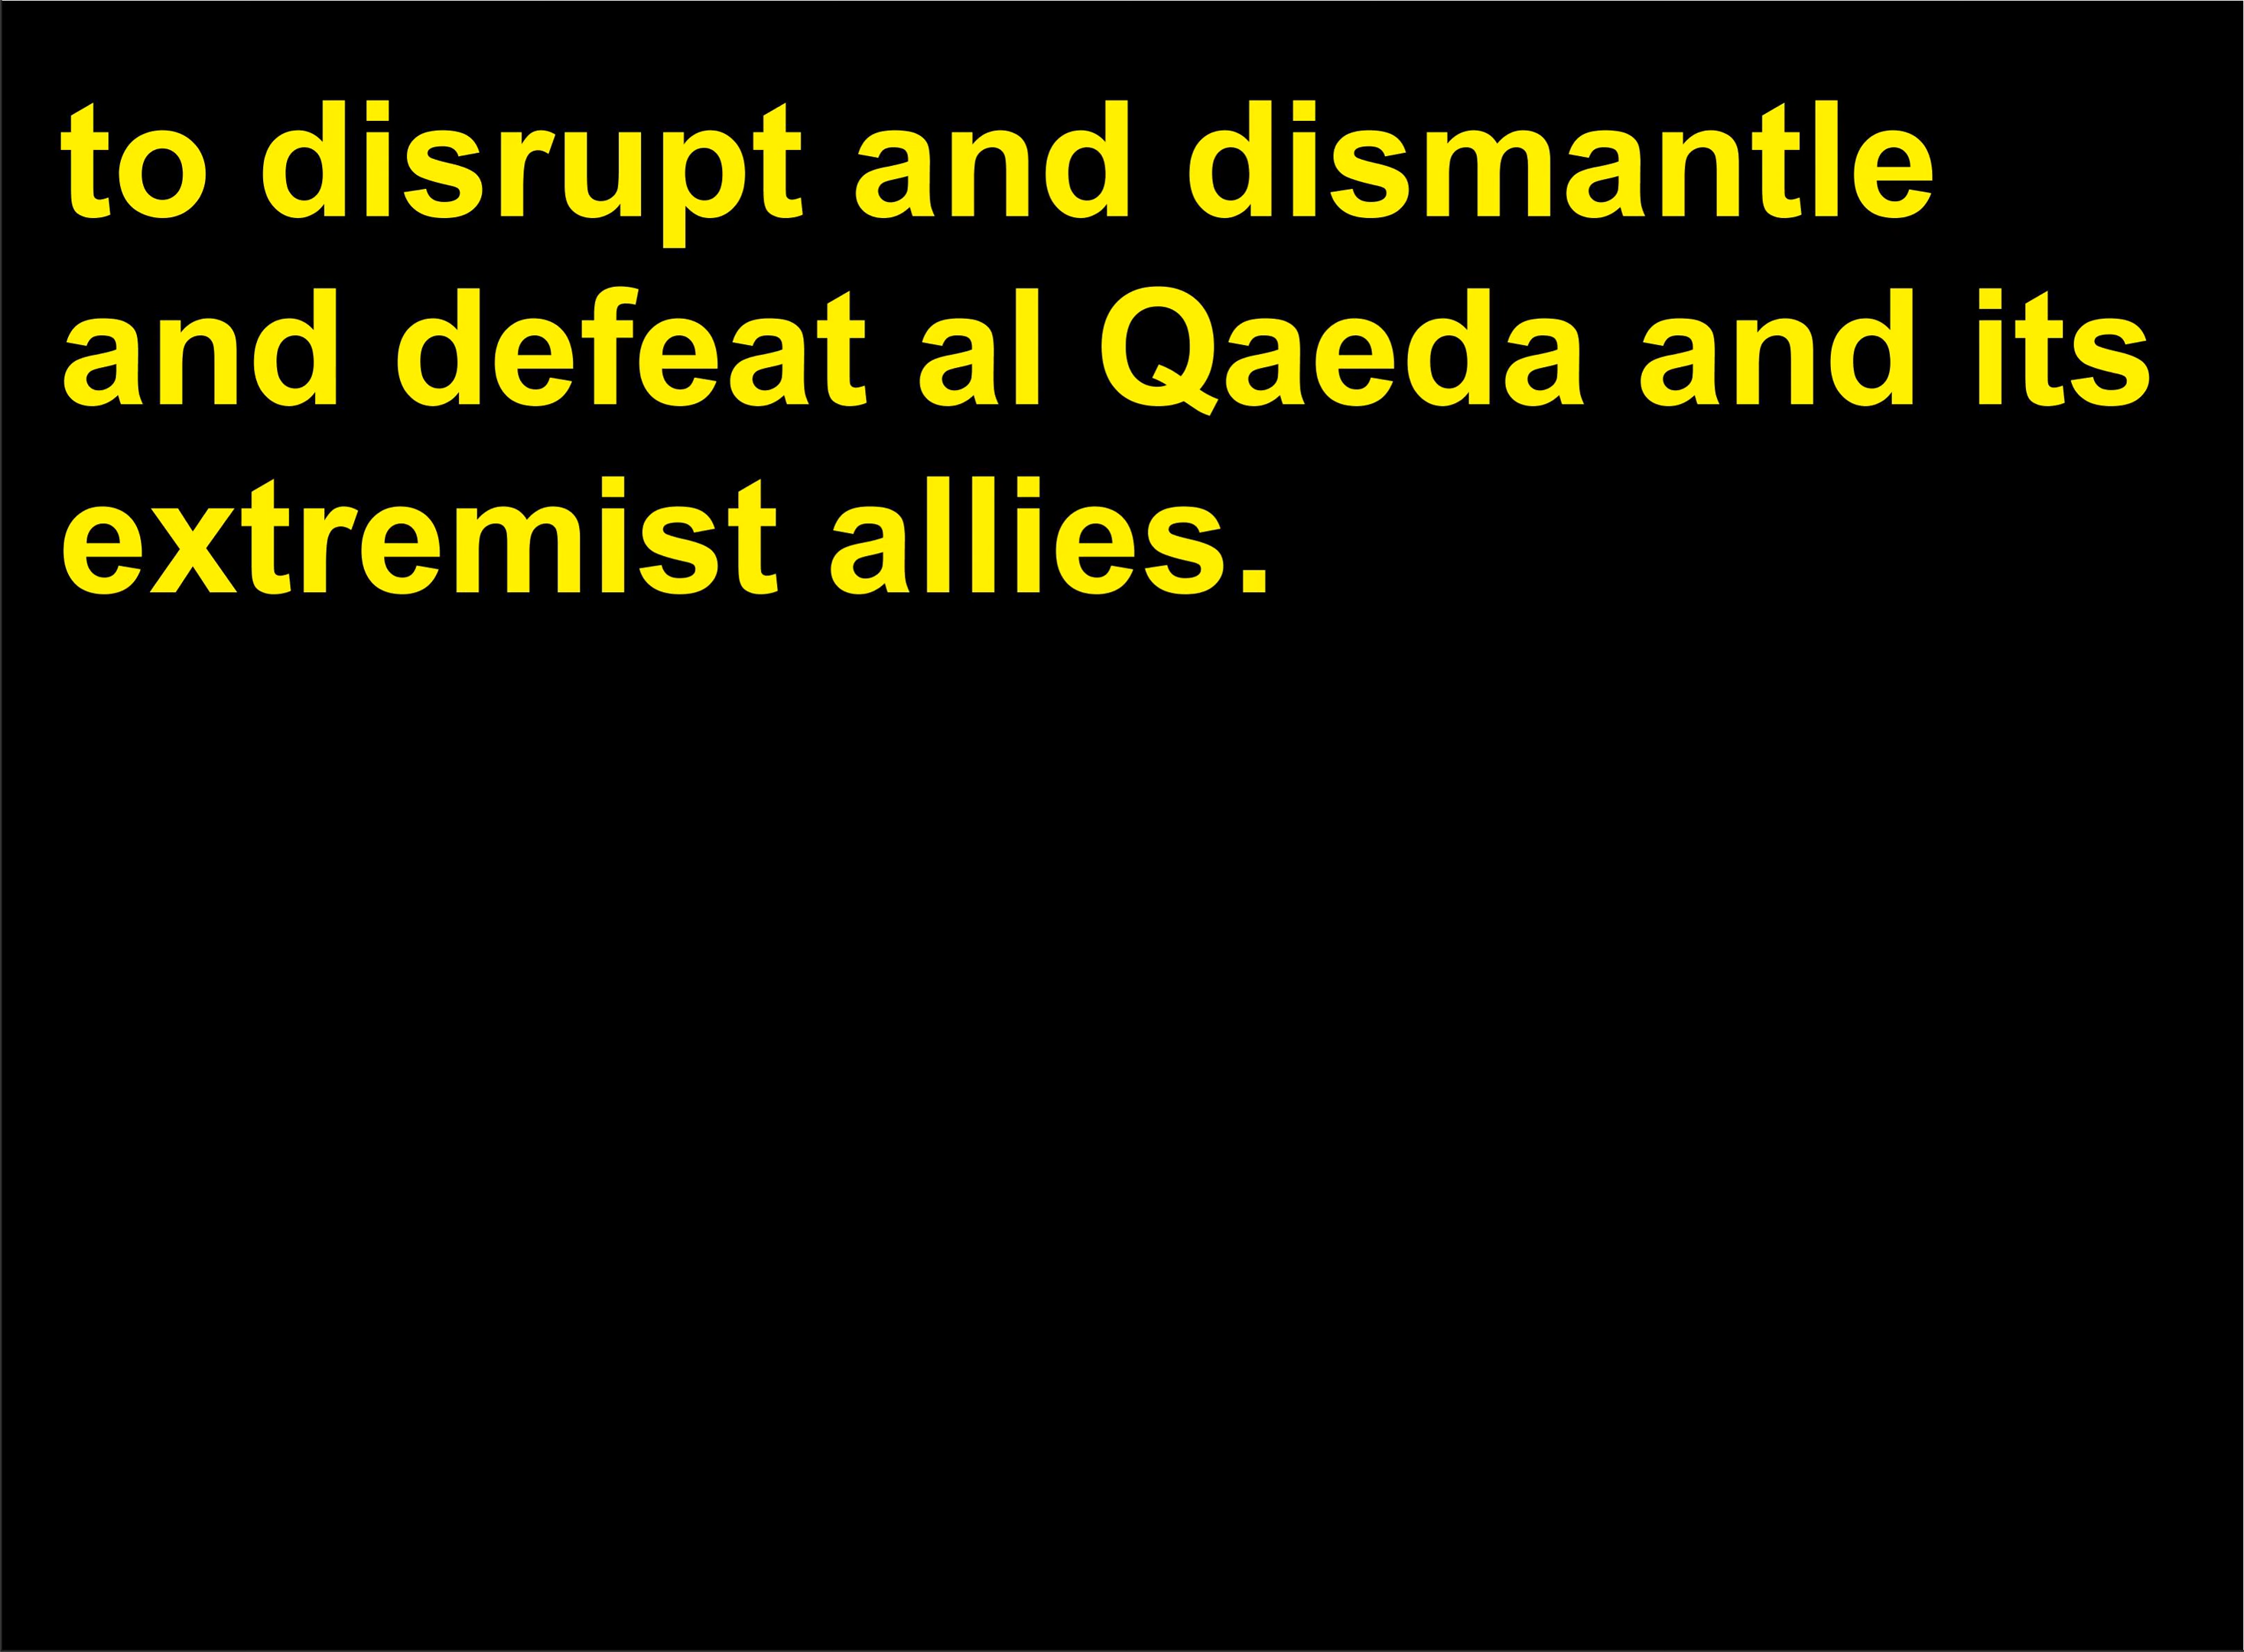 to disrupt and dismantle
and defeat al Qaeda and its
extremist allies.